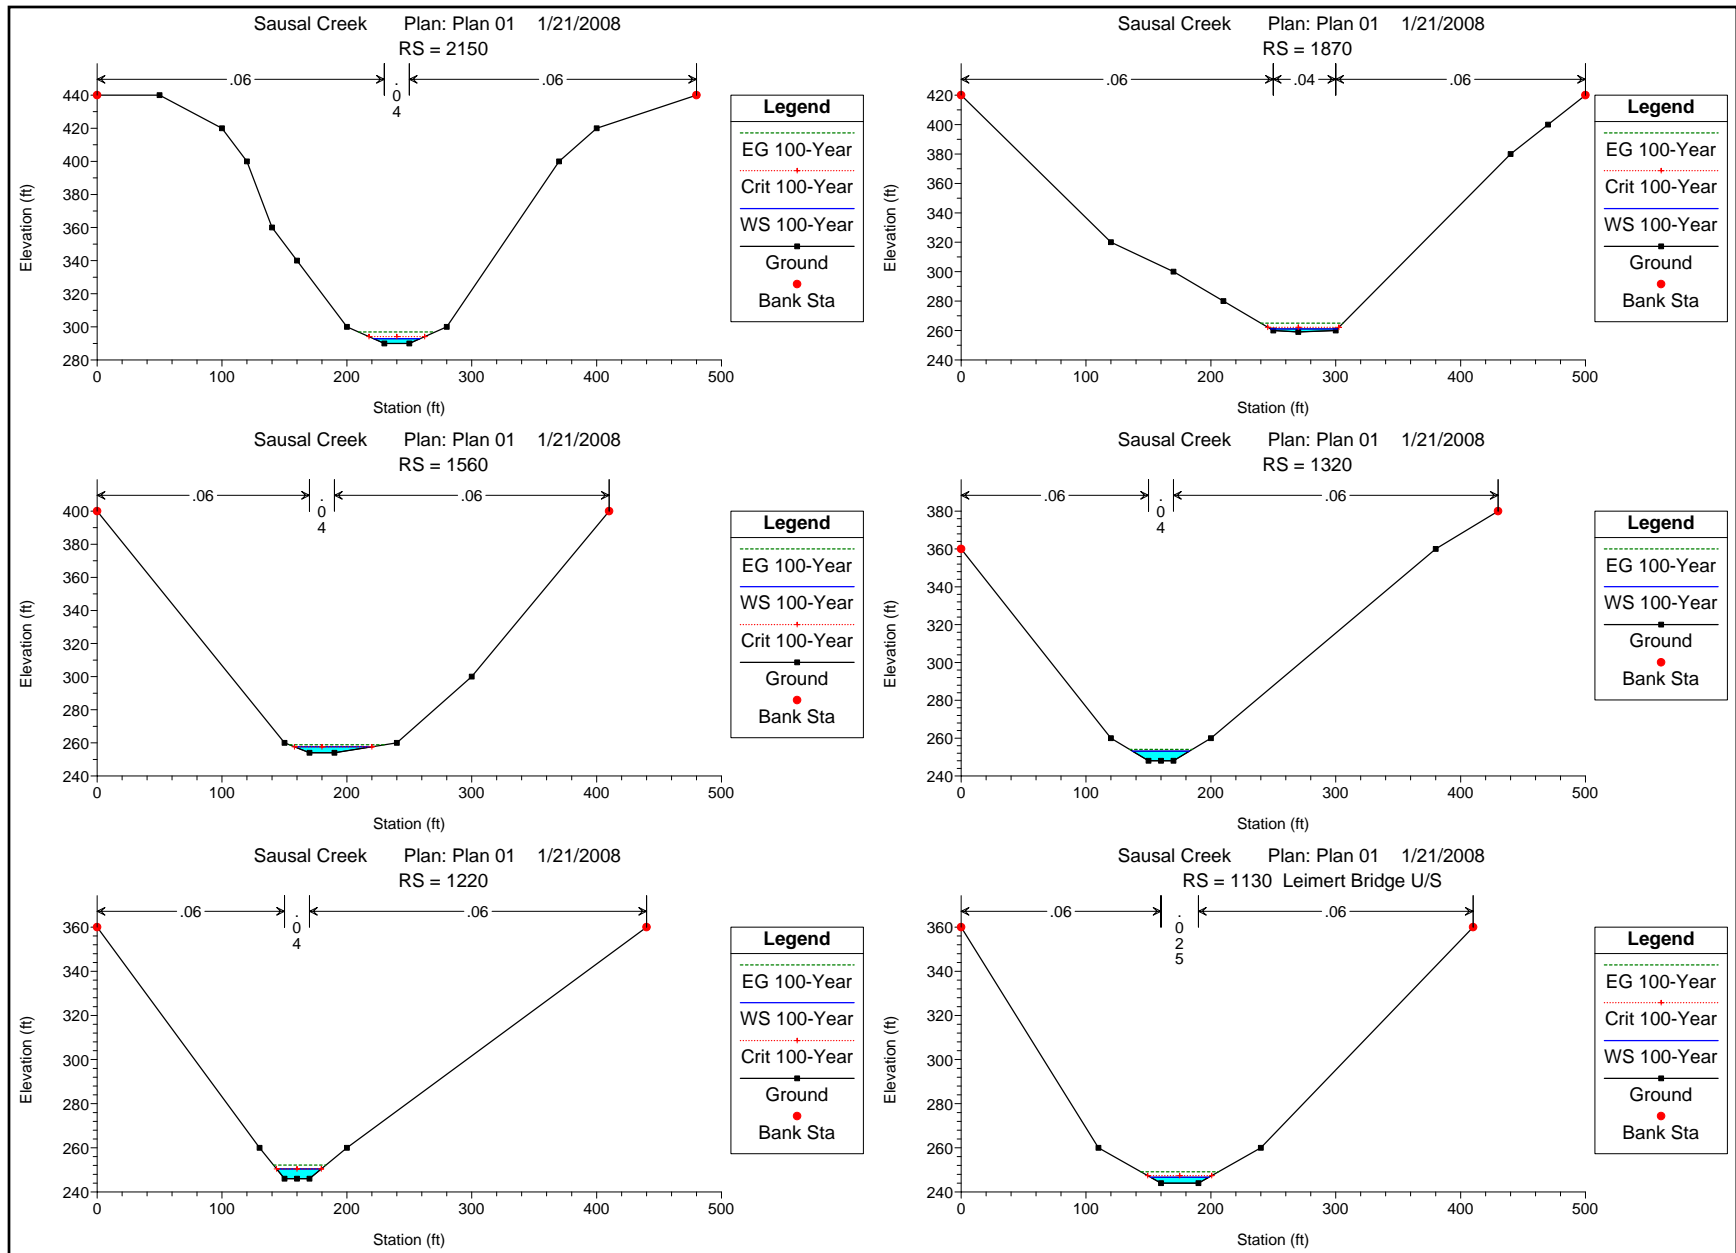 Sausal Creek Plan: Plan 01 1/21/2008
RS = 2150
.06
.04
.06
Elevation (ft)
440
420
400
380
360
340
320
300
280
0 100 200 300 400 500
Station (ft)
Legend
EG 100-Year
Crit 100-Year
WS 100-Year
Ground
Bank Sta
Sausal Creek Plan: Plan 01 1/21/2008
RS = 1870
.06
.04
.06
Elevation (ft)
420
400
380
360
340
320
300
280
260
240
0 100 200 300 400 500
Station (ft)
Legend
EG 100-Year
Crit 100-Year
WS 100-Year
Ground
Bank Sta
Sausal Creek Plan: Plan 01 1/21/2008
RS = 1560
.06
.04
.06
Elevation (ft)
400
380
360
340
320
300
280
260
240
0 100 200 300 400 500
Station (ft)
Legend
EG 100-Year
WS 100-Year
Crit 100-Year
Ground
Bank Sta
Sausal Creek Plan: Plan 01 1/21/2008
RS = 1320
.06
.04
.06
Elevation (ft)
380
360
340
320
300
280
260
240
0 100 200 300 400 500
Station (ft)
Legend
EG 100-Year
WS 100-Year
Ground
Bank Sta
Sausal Creek Plan: Plan 01 1/21/2008
RS = 1220
.06
.04
.06
Elevation (ft)
360
340
320
300
280
260
240
0 100 200 300 400 500
Station (ft)
Legend
EG 100-Year
WS 100-Year
Crit 100-Year
Ground
Bank Sta
Sausal Creek Plan: Plan 01 1/21/2008
RS = 1130 Leimert Bridge U/S
.06
.025
.06
Elevation (ft)
360
340
320
300
280
260
240
0 100 200 300 400 500
Station (ft)
Legend
EG 100-Year
Crit 100-Year
WS 100-Year
Ground
Bank Sta